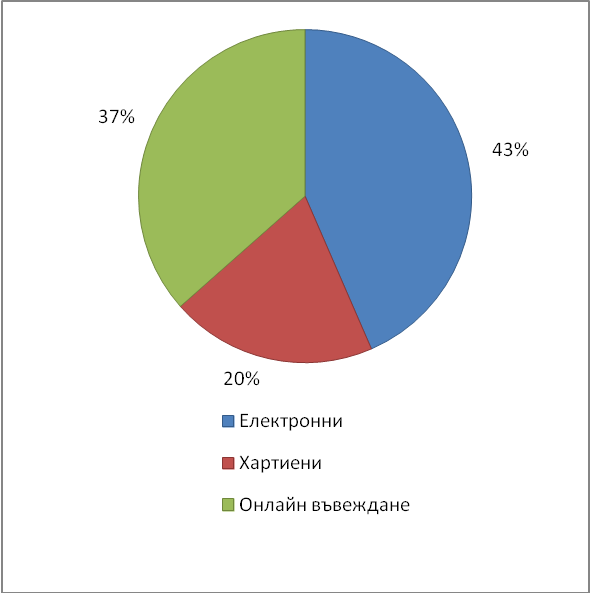 37%
43%
20%
Електронни
Хартиени
Онлайн въвеждане